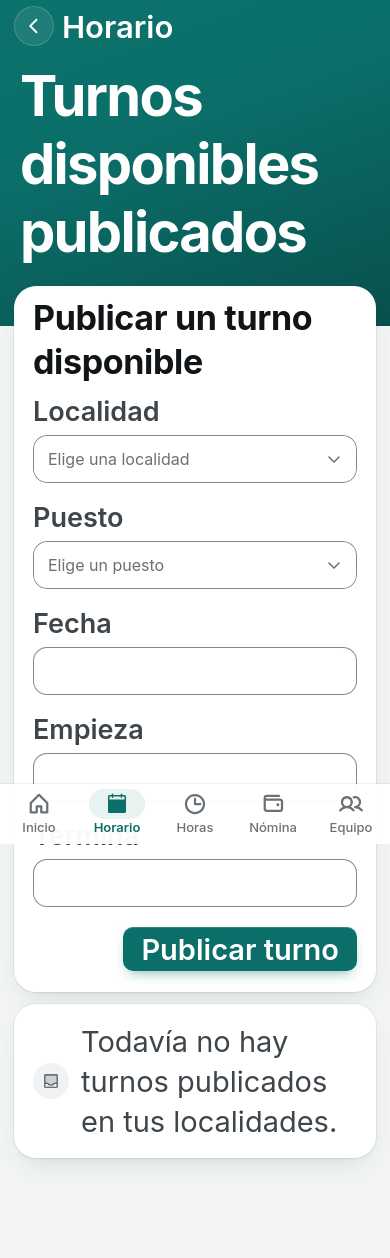 Horario
Turnos
disponibles
publicados
Publicar un turno
disponible
Localidad
Elige una localidad
Puesto
Elige un puesto
Fecha
Empieza
Inicio
Horario
Horas
Nómina
Equipo
Publicar turno
Todavía no hay
turnos publicados
en tus localidades.